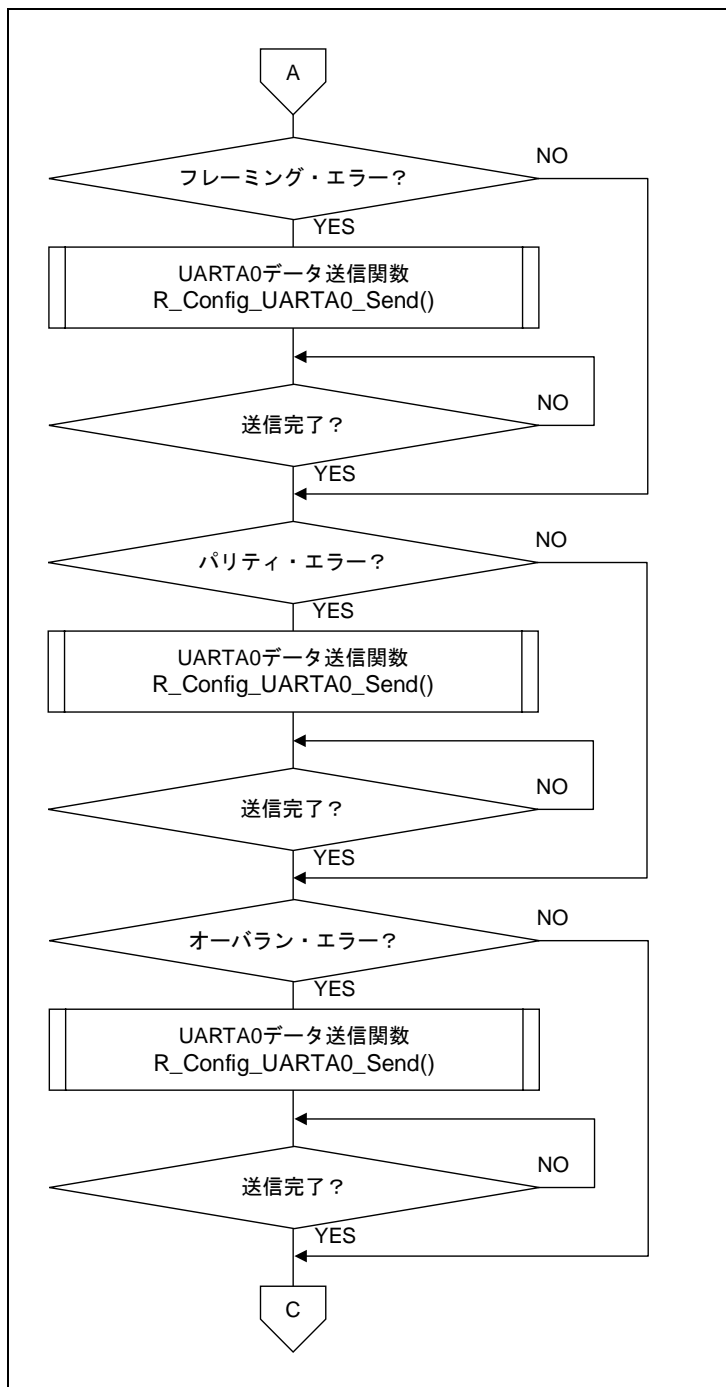 A
フレーミング・エラー？
NO
YES
UARTA0データ送信関数
R_Config_UARTA0_Send()
送信完了？
NO
YES
パリティ・エラー？
NO
YES
UARTA0データ送信関数
R_Config_UARTA0_Send()
送信完了？
NO
YES
オーバラン・エラー？
NO
YES
UARTA0データ送信関数
R_Config_UARTA0_Send()
送信完了？
NO
YES
C